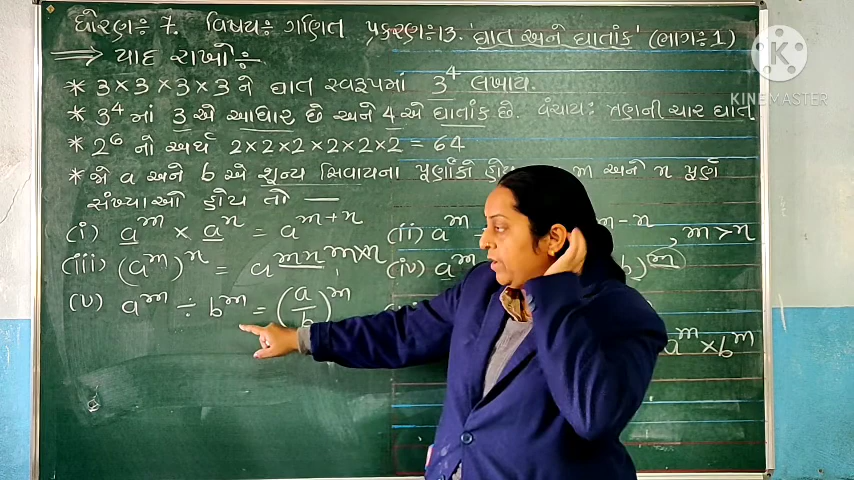 ધોરણ:- 7. વિષય:- ગણિત પ્રકરણ:- 13. 'ઘાત અને ઘાતાંક' (ભાગ:- 1)
⟹ યાદ રાખો:-
* 3 × 3 × 3 × 3 ને ઘાત સ્વરૂપમાં 3⁴ લખાય.
* 3⁴ માં 3 એ આધાર છે અને 4 એ ઘાતાંક છે. વંચાય: ત્રણની ચાર ઘાત
* 2⁶ નો અર્થ 2 × 2 × 2 × 2 × 2 × 2 = 64
* જો a અને b એ શૂન્ય સિવાયના પૂર્ણાંકો હોય m અને n પૂર્ણ
સંખ્યાઓ હોય તો —
(i) aᵐ × aⁿ = aᵐ⁺ⁿ (ii) aᵐ m - n, m > n
(iii) (aᵐ)ⁿ = aᵐⁿ m×n (iv) aᵐ b)ᵐ
(v) aᵐ ÷ bᵐ = (a/b)ᵐ
aᵐ × bᵐ
KINEMASTER